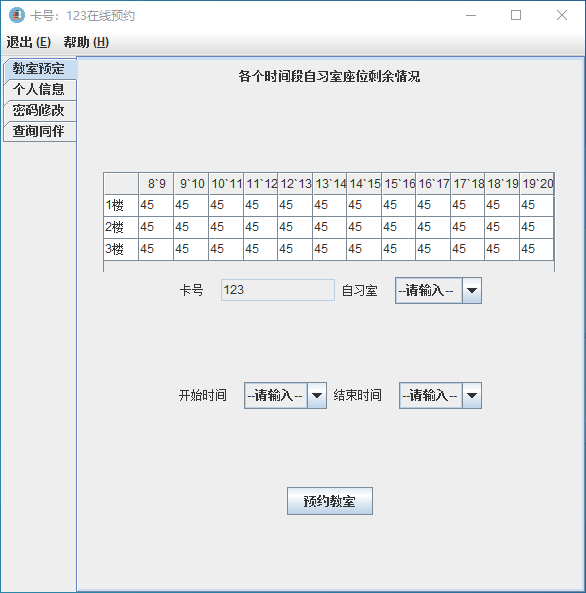 卡号：123在线预约
退出 (E) 帮助 (H)
教室预定
个人信息
密码修改
查询同伴
各个时间段自习室座位剩余情况
8`9 9`10 10`11 11`12 12`13 13`14 14`15 15`16 16`17 17`18 18`19 19`20
1楼 45 45 45 45 45 45 45 45 45 45 45 45
2楼 45 45 45 45 45 45 45 45 45 45 45 45
3楼 45 45 45 45 45 45 45 45 45 45 45 45
卡号 123 自习室 --请输入--
开始时间 --请输入-- 结束时间 --请输入--
预约教室